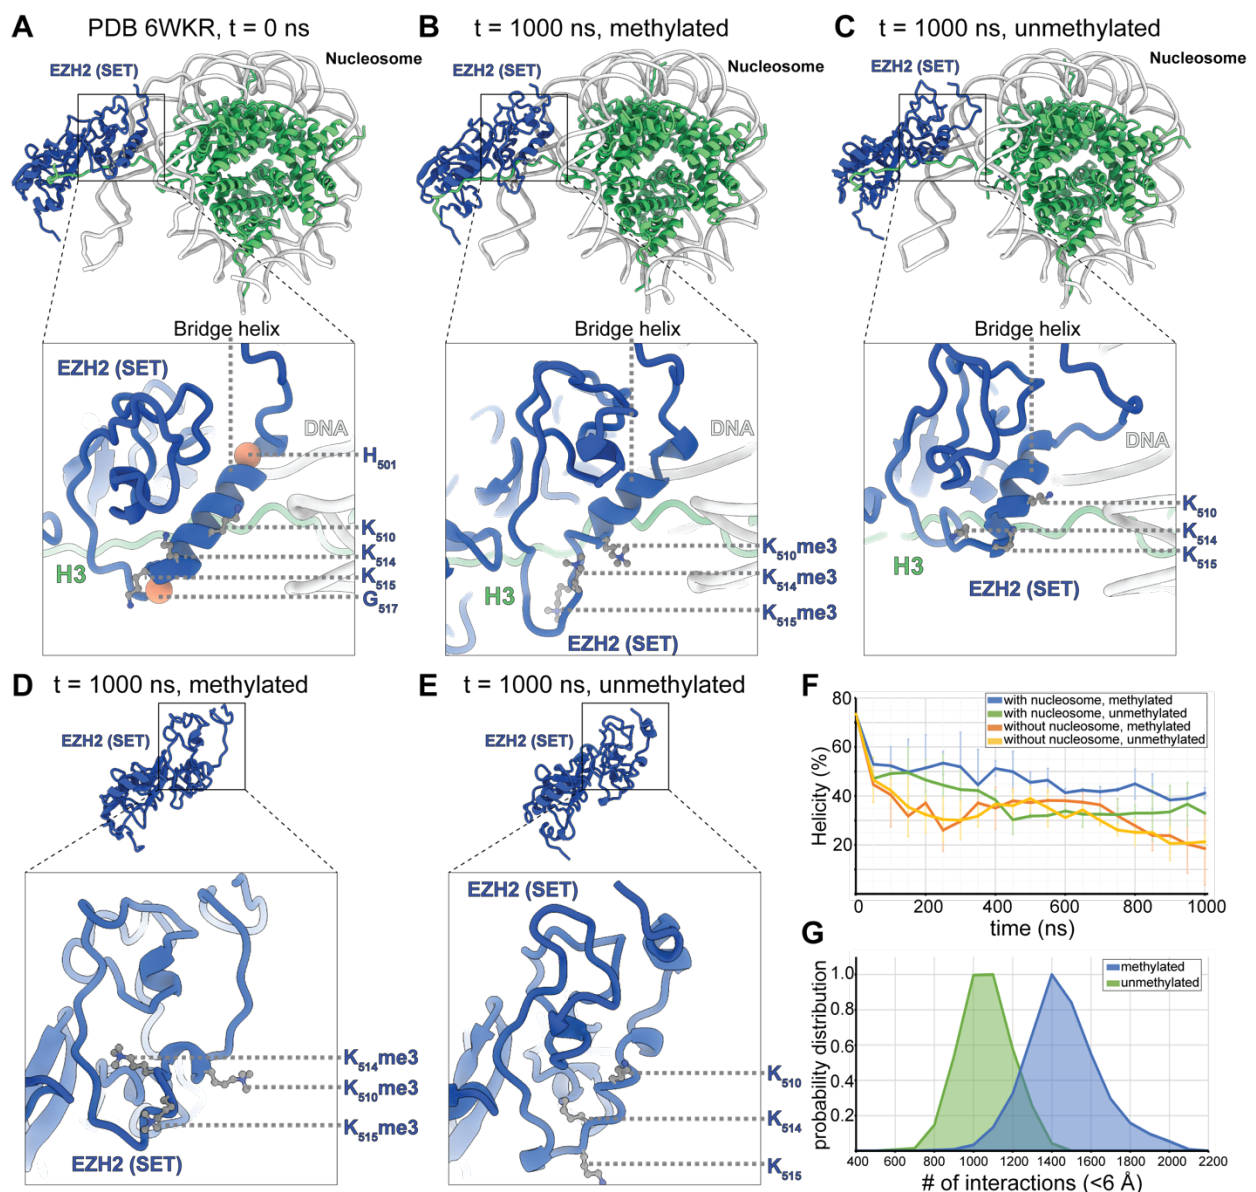 A PDB 6WKR, t = 0 ns
EZH2 (SET)
Nucleosome
Bridge helix
EZH2 (SET)
DNA
H501
K510
K514
K515
G517
H3
B t = 1000 ns, methylated
EZH2 (SET)
Nucleosome
Bridge helix
DNA
K510me3
K514me3
K515me3
H3
EZH2 (SET)
C t = 1000 ns, unmethylated
EZH2 (SET)
Nucleosome
Bridge helix
DNA
K510
K514
K515
H3
EZH2 (SET)
D t = 1000 ns, methylated
EZH2 (SET)
K514me3
K510me3
K515me3
EZH2 (SET)
E t = 1000 ns, unmethylated
EZH2 (SET)
EZH2 (SET)
K510
K514
K515
F
with nucleosome, methylated
with nucleosome, unmethylated
without nucleosome, methylated
without nucleosome, unmethylated
Helicity (%)
80
60
40
20
0 200 400 600 800 1000
time (ns)
G
methylated
unmethylated
probability distribution
1.0
0.8
0.6
0.4
0.2
400 600 800 1000 1200 1400 1600 1800 2000 2200
# of interactions (<6 Å)